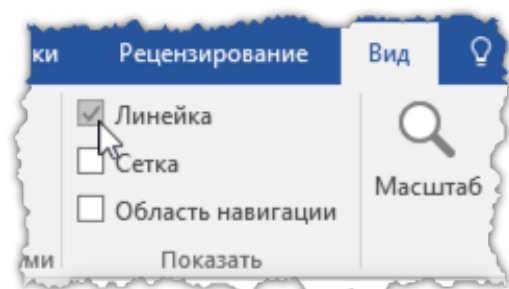 ки Рецензирование Вид
Линейка
Сетка
Область навигации
Масштаб
ми Показать